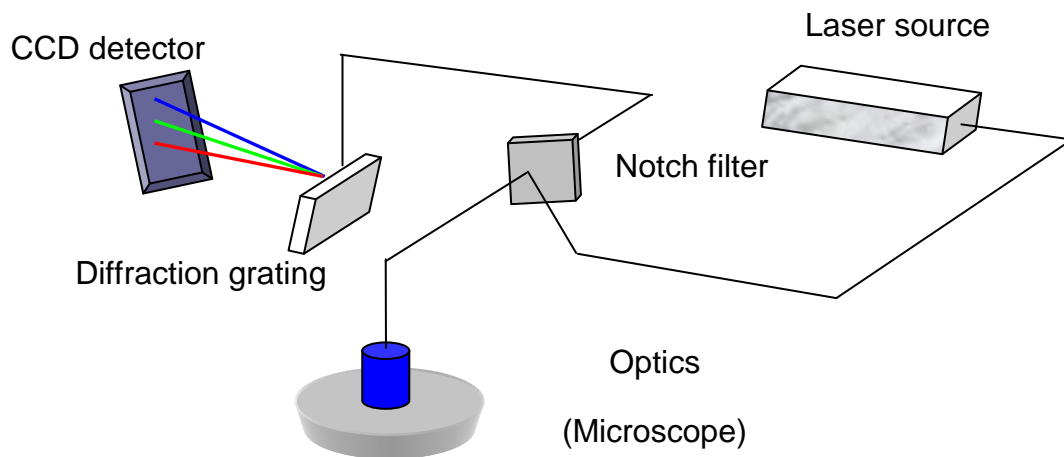 Laser source
CCD detector
Notch filter
Diffraction grating
Optics
(Microscope)